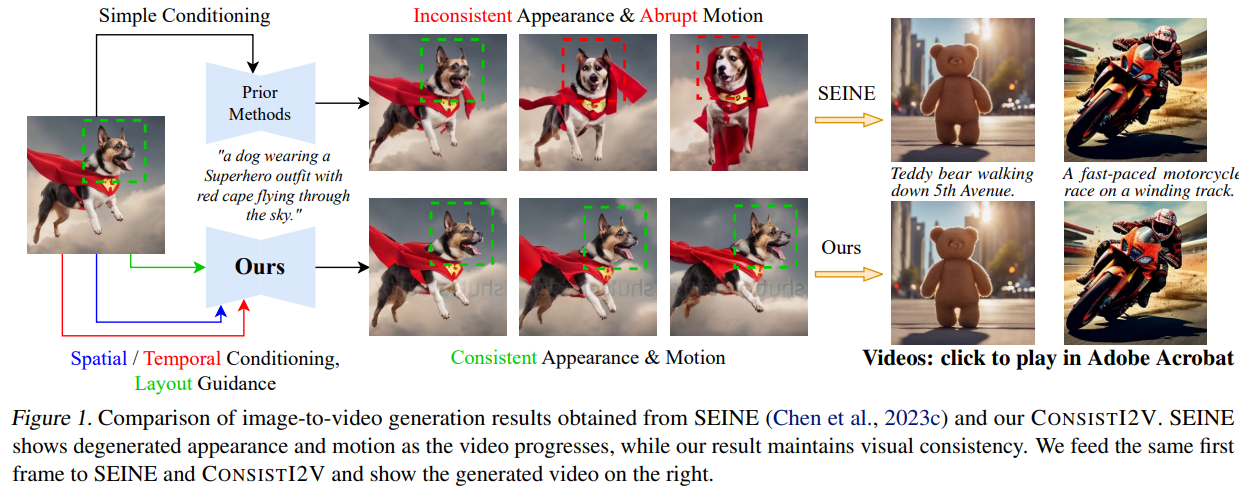 Simple Conditioning
Inconsistent Appearance & Abrupt Motion
Prior
Methods
"a dog wearing a
Superhero outfit with
red cape flying through
the sky."
Ours
Spatial / Temporal Conditioning,
Layout Guidance
Consistent Appearance & Motion
SEINE
Teddy bear walking
down 5th Avenue.
A fast-paced motorcycle
race on a winding track.
Ours
Videos: click to play in Adobe Acrobat
Figure 1. Comparison of image-to-video generation results obtained from SEINE (Chen et al., 2023c) and our CONSISTI2V. SEINE
shows degenerated appearance and motion as the video progresses, while our result maintains visual consistency. We feed the same first
frame to SEINE and CONSISTI2V and show the generated video on the right.